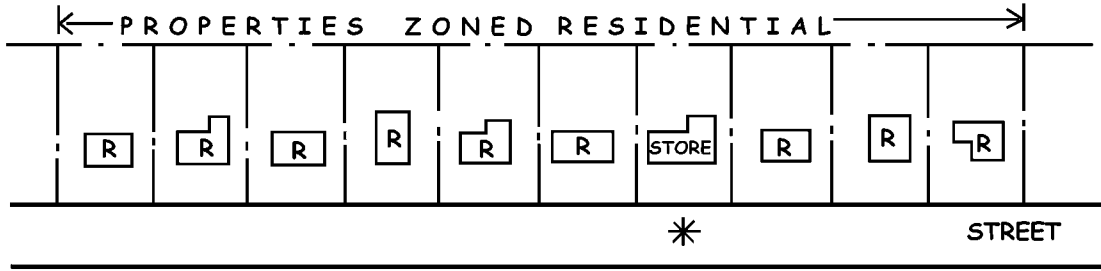 PROPERTIES ZONED RESIDENTIAL
R R R R R R STORE R R R
STREET